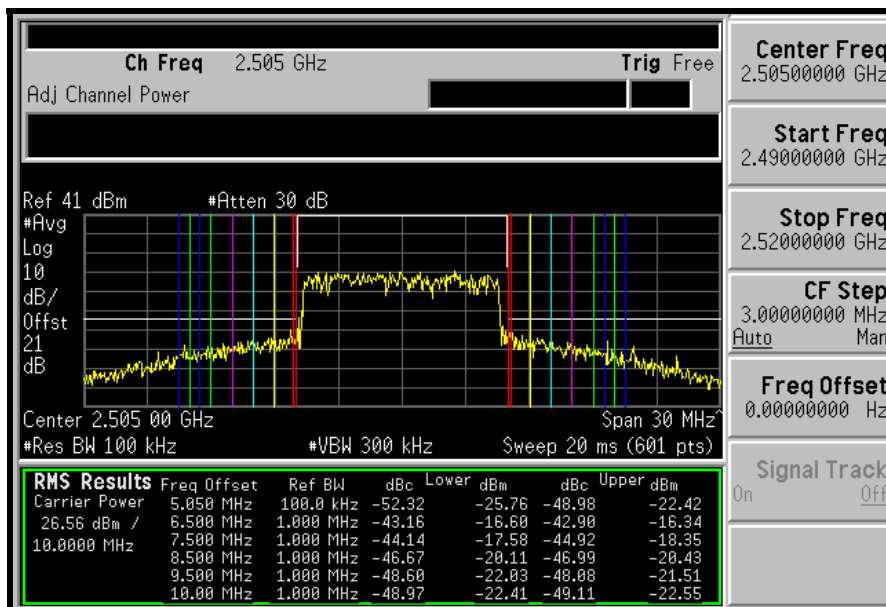 Ch Freq 2.505 GHz Trig Free
Adj Channel Power
Ref 41 dBm #Atten 30 dB
#Avg
Log
10
dB/
Offst
21
dB
Center 2.505 00 GHz Span 30 MHz^
#Res BW 100 kHz #VBW 300 kHz Sweep 20 ms (601 pts)
RMS Results Freq Offset Ref BW dBc Lower dBm dBc Upper dBm
Carrier Power 5.050 MHz 100.0 kHz -52.32 -25.76 -48.98 -22.42
26.56 dBm / 6.500 MHz 1.000 MHz -43.16 -16.60 -42.90 -16.34
10.0000 MHz 7.500 MHz 1.000 MHz -44.14 -17.58 -44.92 -18.35
8.500 MHz 1.000 MHz -46.67 -20.11 -46.99 -20.43
9.500 MHz 1.000 MHz -48.60 -22.03 -48.08 -21.51
10.00 MHz 1.000 MHz -48.97 -22.41 -49.11 -22.55
Center Freq
2.50500000 GHz
Start Freq
2.49000000 GHz
Stop Freq
2.52000000 GHz
CF Step
3.00000000 MHz
Auto Man
Freq Offset
0.00000000 Hz
Signal Track
On Off